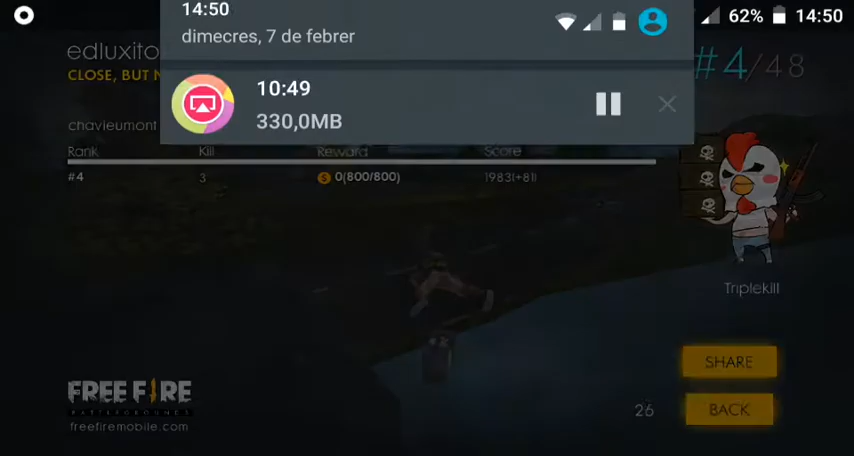 14:50
62% 14:50
dimecres, 7 de febrer
10:49
330,0MB
edluxito
CLOSE, BUT N
#4/48
chavieumont
Rank Kill Reward Score
#4 3 0(800/800) 1983(+81)
Triplekill
SHARE
26 BACK
FREE FIRE
BATTLEGROUNDS
freefiremobile.com